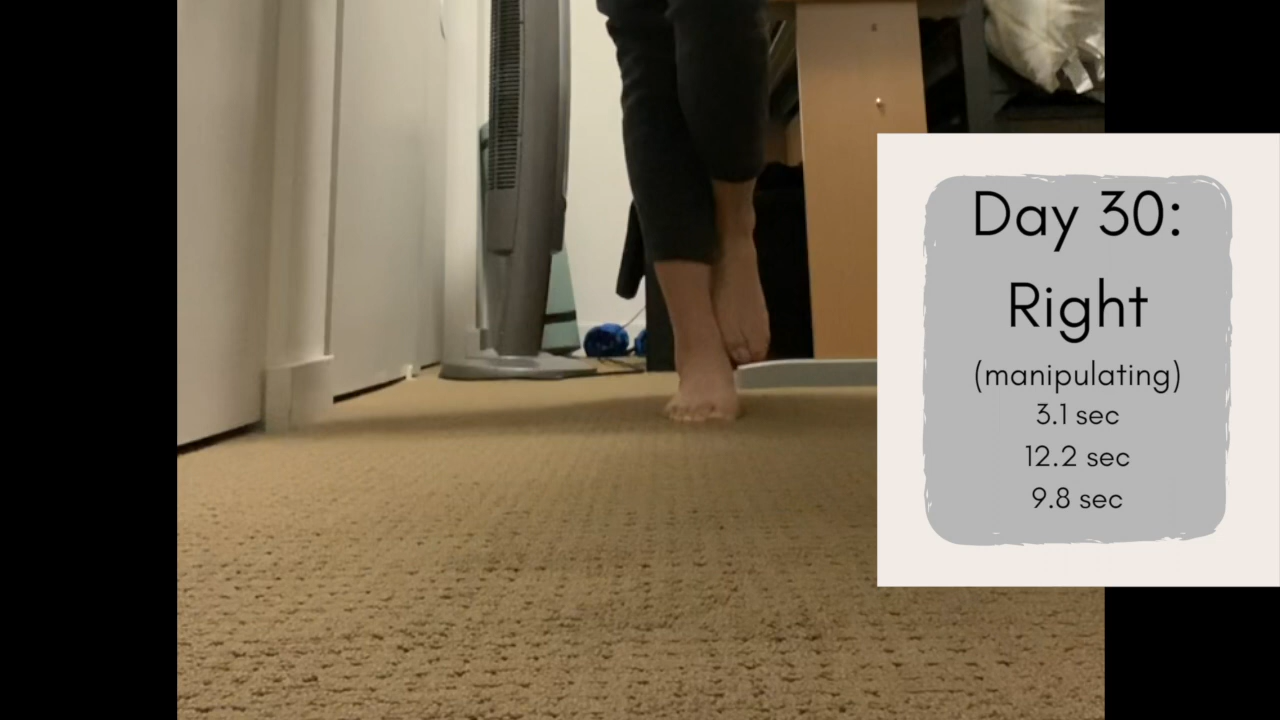 Day 30:
Right
(manipulating)
3.1 sec
12.2 sec
9.8 sec